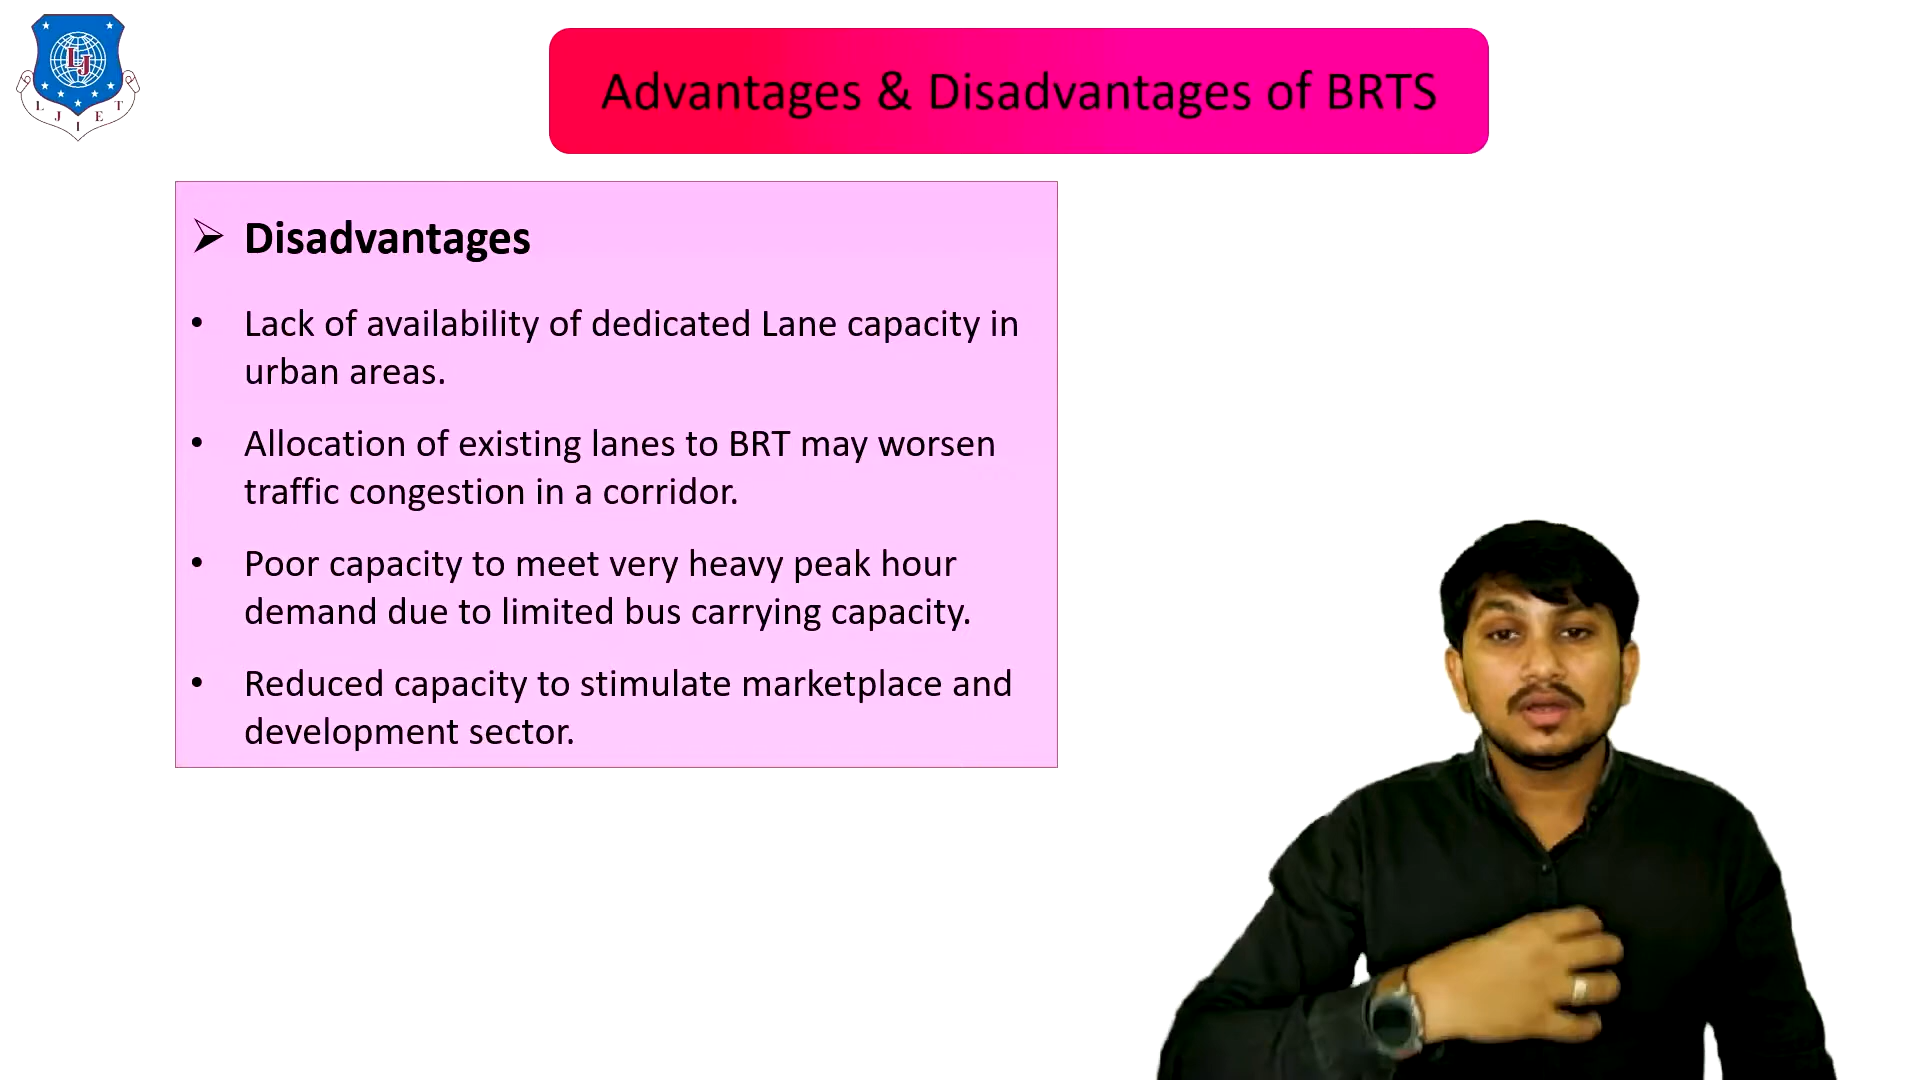 LJ
L J I E T
Advantages & Disadvantages of BRTS
➢ Disadvantages
• Lack of availability of dedicated Lane capacity in
urban areas.
• Allocation of existing lanes to BRT may worsen
traffic congestion in a corridor.
• Poor capacity to meet very heavy peak hour
demand due to limited bus carrying capacity.
• Reduced capacity to stimulate marketplace and
development sector.